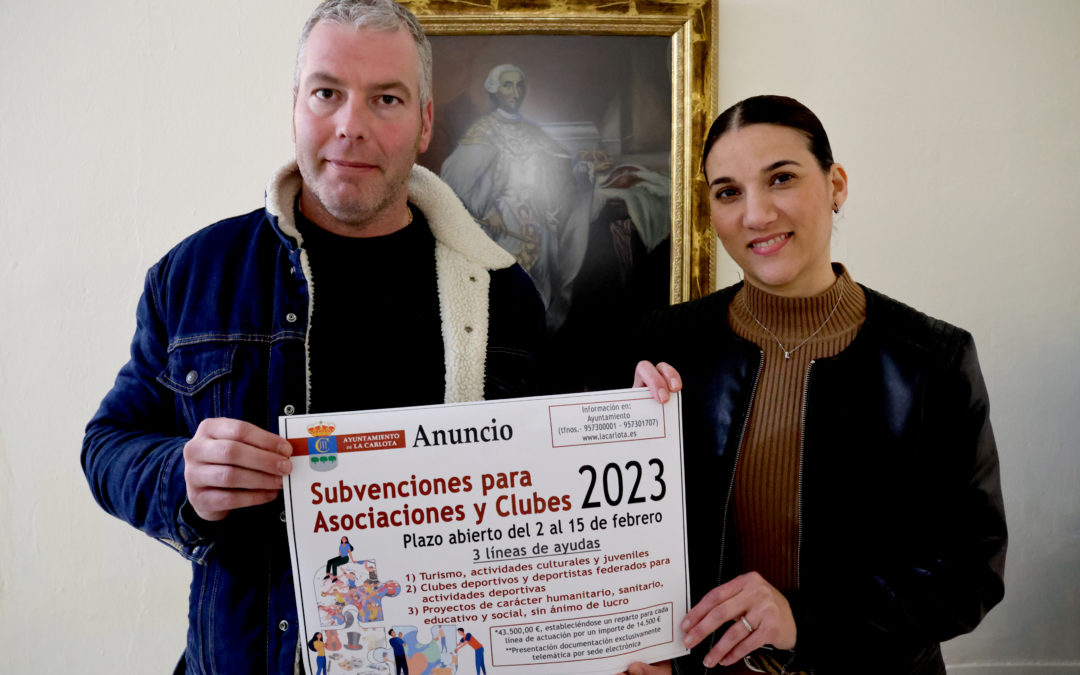 AYUNTAMIENTO
DE LA CARLOTA
Anuncio
Información en:
Ayuntamiento
(tfnos.- 957300001 - 957301707)
www.lacarlota.es
Subvenciones para
Asociaciones y Clubes
2023
Plazo abierto del 2 al 15 de febrero
3 líneas de ayudas
1) Turismo, actividades culturales y juveniles
2) Clubes deportivos y deportistas federados para
actividades deportivas
3) Proyectos de carácter humanitario, sanitario,
educativo y social, sin ánimo de lucro
*43.500,00 €, estableciéndose un reparto para cada
línea de actuación por un importe de 14.500 €
**Presentación documentación exclusivamente
telemática por sede electrónica